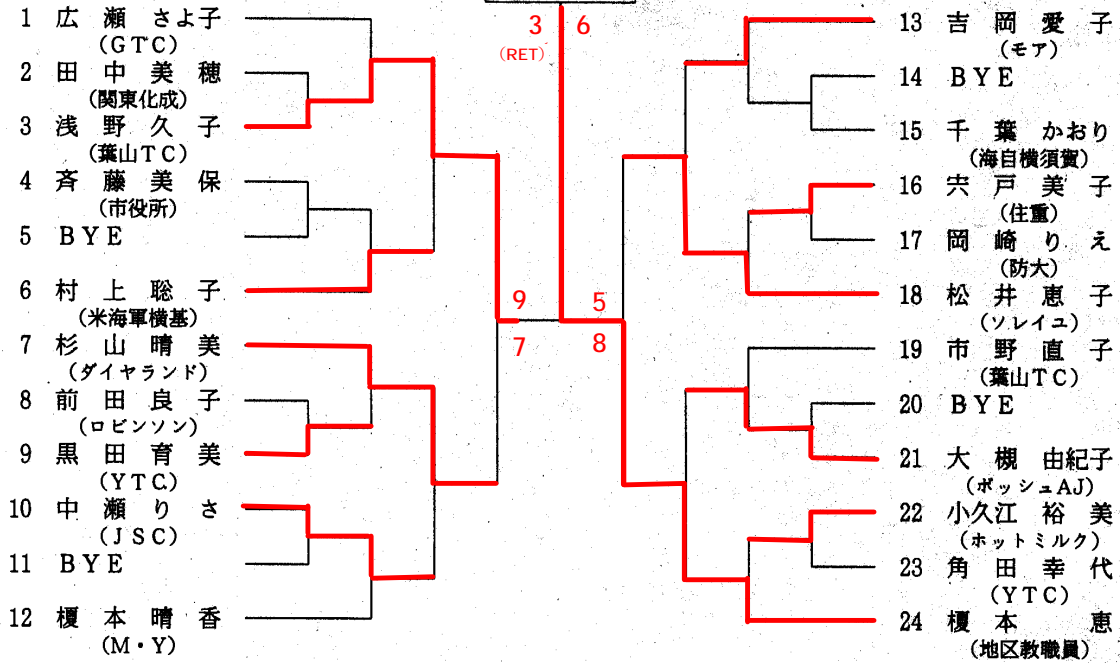 3 6
(RET)
1 広瀬 さよ子
(GTC)
2 田中美穂
(関東化成)
3 浅野久子
(葉山TC)
4 斉藤美保
(市役所)
5 BYE
6 村上聡子
(米海軍横基)
7 杉山晴美
(ダイヤランド)
8 前田良子
(ロビンソン)
9 黒田育美
(YTC)
10 中瀬りさ
(JSC)
11 BYE
12 榎本晴香
(M・Y)
9 5
7 8
13 吉岡愛子
(モア)
14 BYE
15 千葉 かおり
(海自横須賀)
16 宍戸美子
(住重)
17 岡崎りえ
(防大)
18 松井恵子
(ソレイユ)
19 市野直子
(葉山TC)
20 BYE
21 大槻 由紀子
(ボッシュAJ)
22 小久江 裕美
(ホットミルク)
23 角田幸代
(YTC)
24 榎本 恵
(地区教職員)